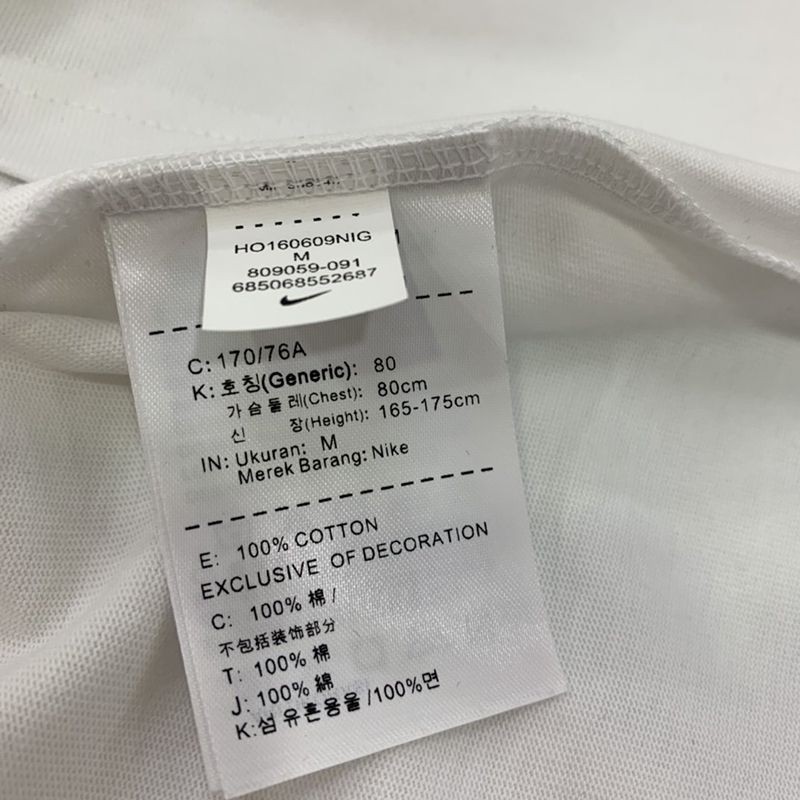 HO160609NIG
M
809059-091
685068552687
C: 170/76A
K: 호칭(Generic): 80
가슴둘레(Chest): 80cm
신 장(Height): 165-175cm
IN: Ukuran: M
Merek Barang: Nike
E: 100% COTTON
EXCLUSIVE OF DECORATION
C: 100% 棉 /
不包括装饰部分
T: 100% 棉
J: 100% 綿
K: 섬유혼용율/100%면